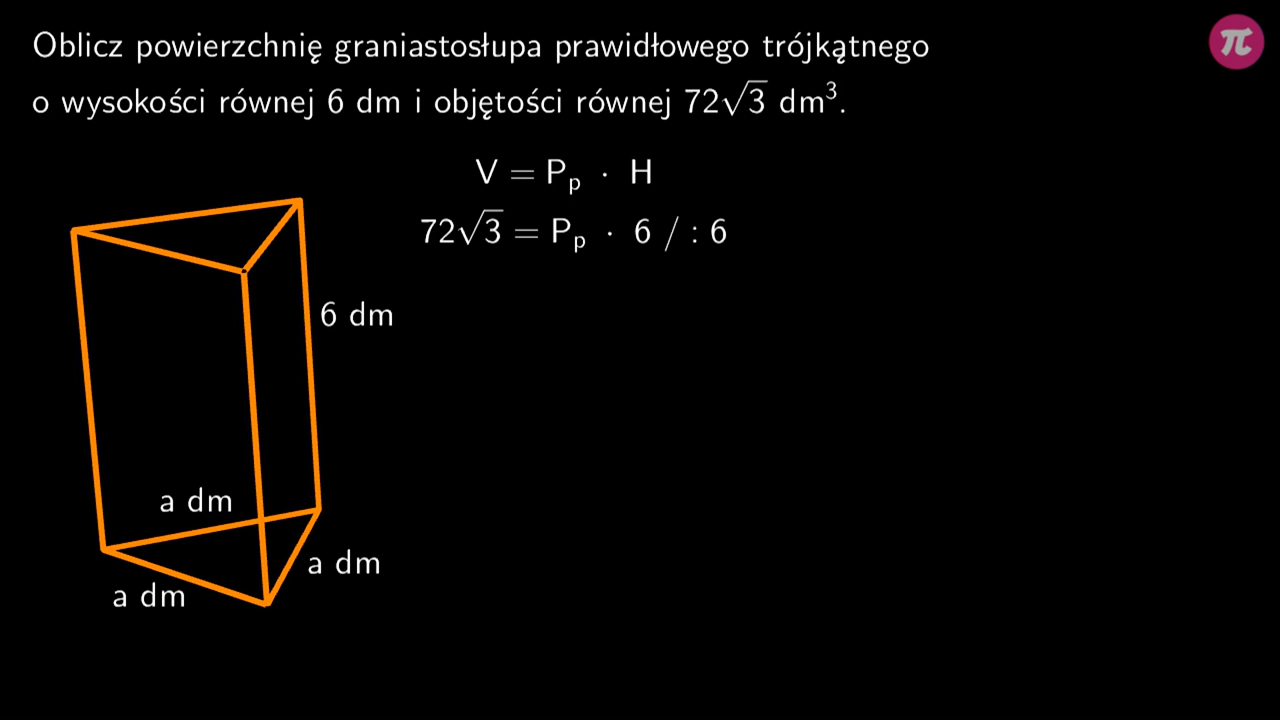 Oblicz powierzchnię graniastosłupa prawidłowego trójkątnego
o wysokości równej 6 dm i objętości równej 72√3 dm³.
V = Pₚ · H
72√3 = Pₚ · 6 / : 6
6 dm
a dm
a dm
a dm
π